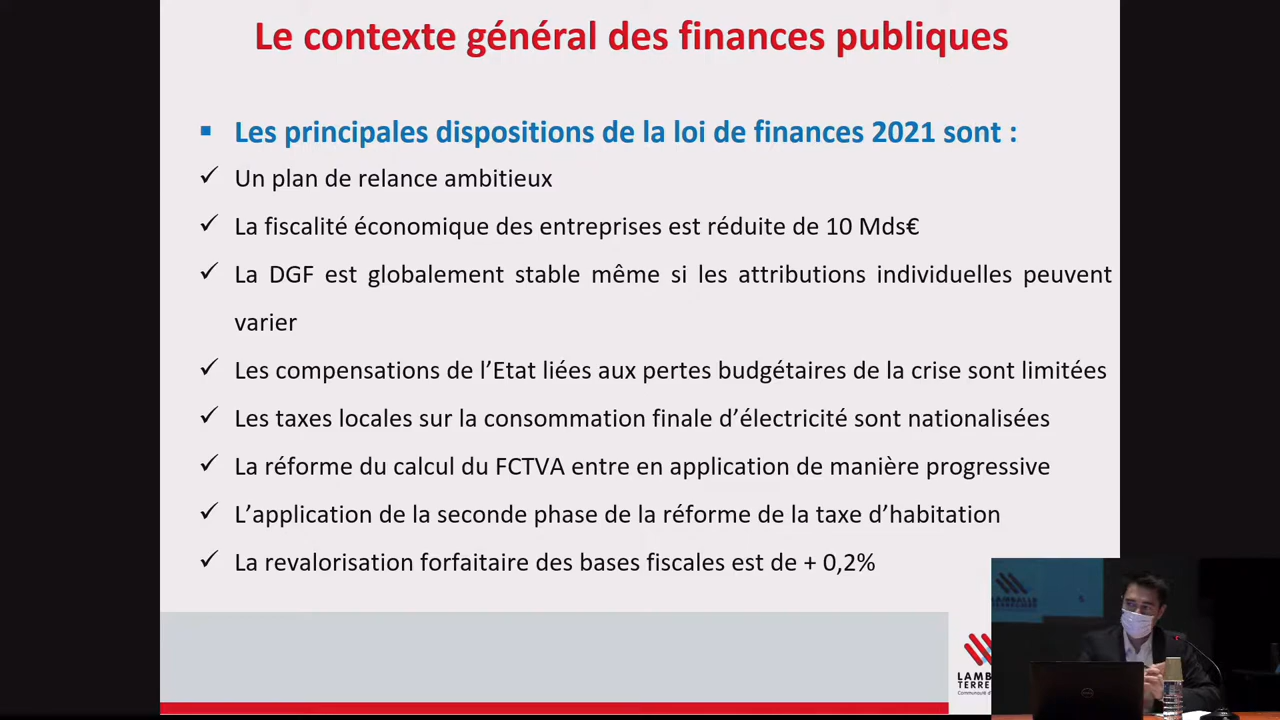 Le contexte général des finances publiques
Les principales dispositions de la loi de finances 2021 sont :
Un plan de relance ambitieux
La fiscalité économique des entreprises est réduite de 10 Mds€
La DGF est globalement stable même si les attributions individuelles peuvent
varier
Les compensations de l’Etat liées aux pertes budgétaires de la crise sont limitées
Les taxes locales sur la consommation finale d’électricité sont nationalisées
La réforme du calcul du FCTVA entre en application de manière progressive
L’application de la seconde phase de la réforme de la taxe d’habitation
La revalorisation forfaitaire des bases fiscales est de + 0,2%
LAMB
TERRE